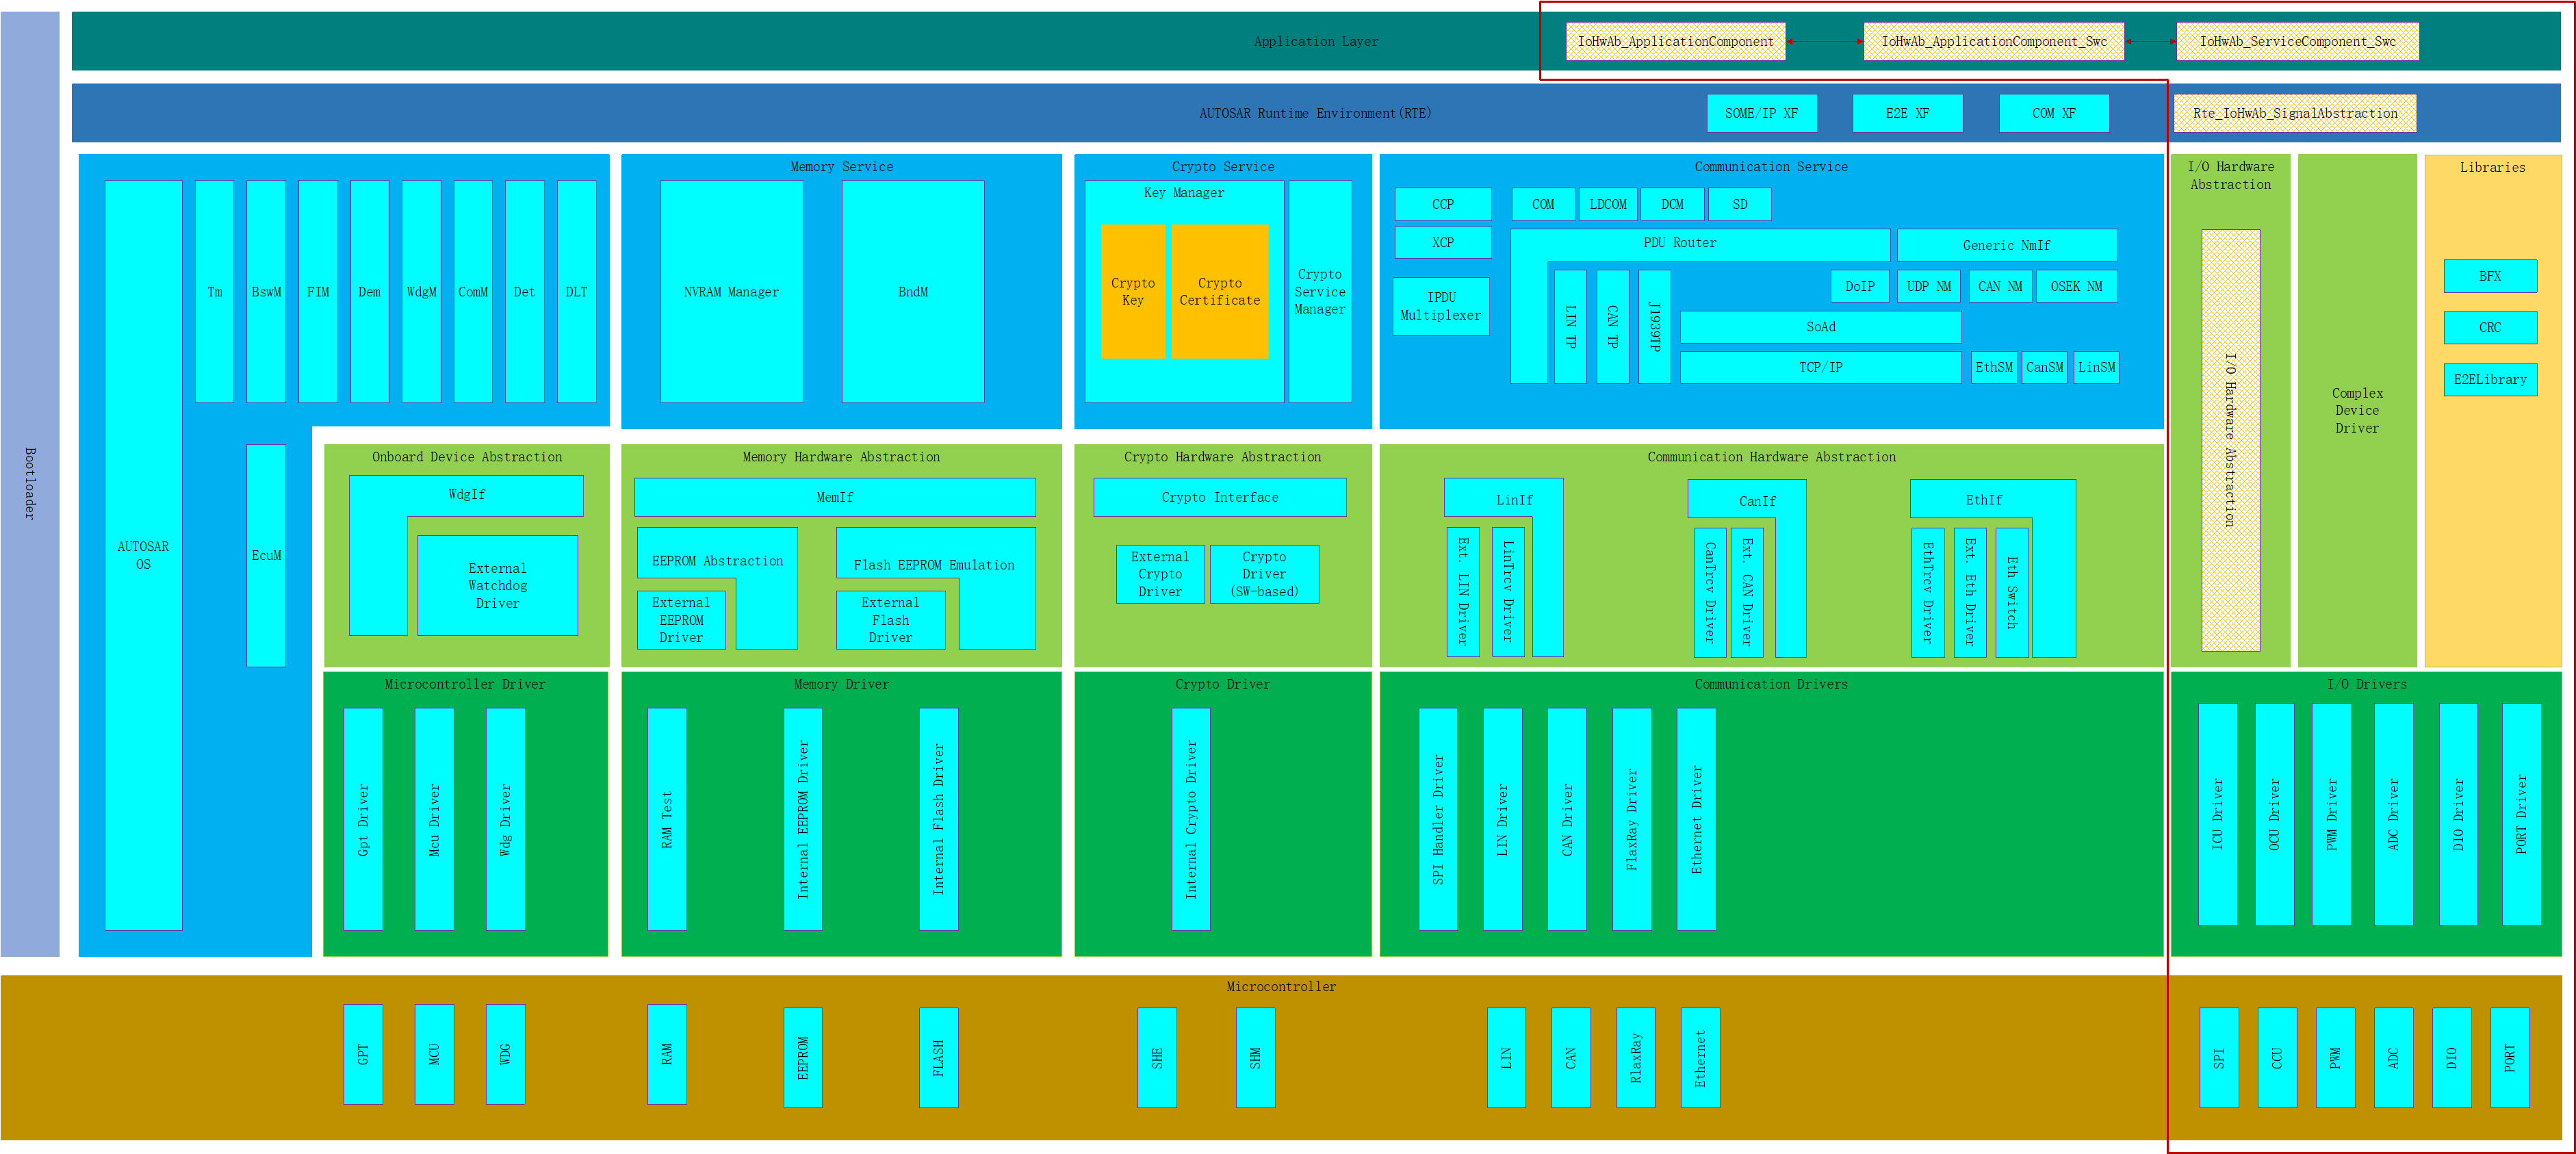 Bootloader
Application Layer
IoHwAb_ApplicationComponent
IoHwAb_ApplicationComponent_Swc
IoHwAb_ServiceComponent_Swc
AUTOSAR Runtime Environment(RTE)
SOME/IP XF
E2E XF
COM XF
Rte_IoHwAb_SignalAbstraction
AUTOSAR
OS
Tm
BswM
FIM
Dem
WdgM
ComM
Det
DLT
EcuM
Memory Service
NVRAM Manager
BndM
Crypto Service
Key Manager
Crypto
Key
Crypto
Certificate
Crypto
Service
Manager
Communication Service
CCP
XCP
IPDU
Multiplexer
COM
LDCOM
DCM
SD
PDU Router
Generic NmIf
LIN TP
CAN TP
J1939TP
DoIP
UDP NM
CAN NM
OSEK NM
SoAd
TCP/IP
EthSM
CanSM
LinSM
I/O Hardware
Abstraction
I/O Hardware Abstraction
Complex
Device
Driver
Libraries
BFX
CRC
E2ELibrary
Onboard Device Abstraction
WdgIf
External
Watchdog
Driver
Memory Hardware Abstraction
MemIf
EEPROM Abstraction
External
EEPROM
Driver
Flash EEPROM Emulation
External
Flash
Driver
Crypto Hardware Abstraction
Crypto Interface
External
Crypto
Driver
Crypto
Driver
(SW-based)
Communication Hardware Abstraction
LinIf
Ext. LIN Driver
LinTrcv Driver
CanIf
CanTrcv Driver
Ext. CAN Driver
EthIf
EthTrcv Driver
Ext. Eth Driver
Eth Switch
Microcontroller Driver
Gpt Driver
Mcu Driver
Wdg Driver
Memory Driver
RAM Test
Internal EEPROM Driver
Internal Flash Driver
Crypto Driver
Internal Crypto Driver
Communication Drivers
SPI Handler Driver
LIN Driver
CAN Driver
FlaxRay Driver
Ethernet Driver
I/O Drivers
ICU Driver
OCU Driver
PWM Driver
ADC Driver
DIO Driver
PORT Driver
Microcontroller
GPT
MCU
WDG
RAM
EEPROM
FLASH
SHE
SHM
LIN
CAN
RlaxRay
Ethernet
SPI
CCU
PWM
ADC
DIO
PORT